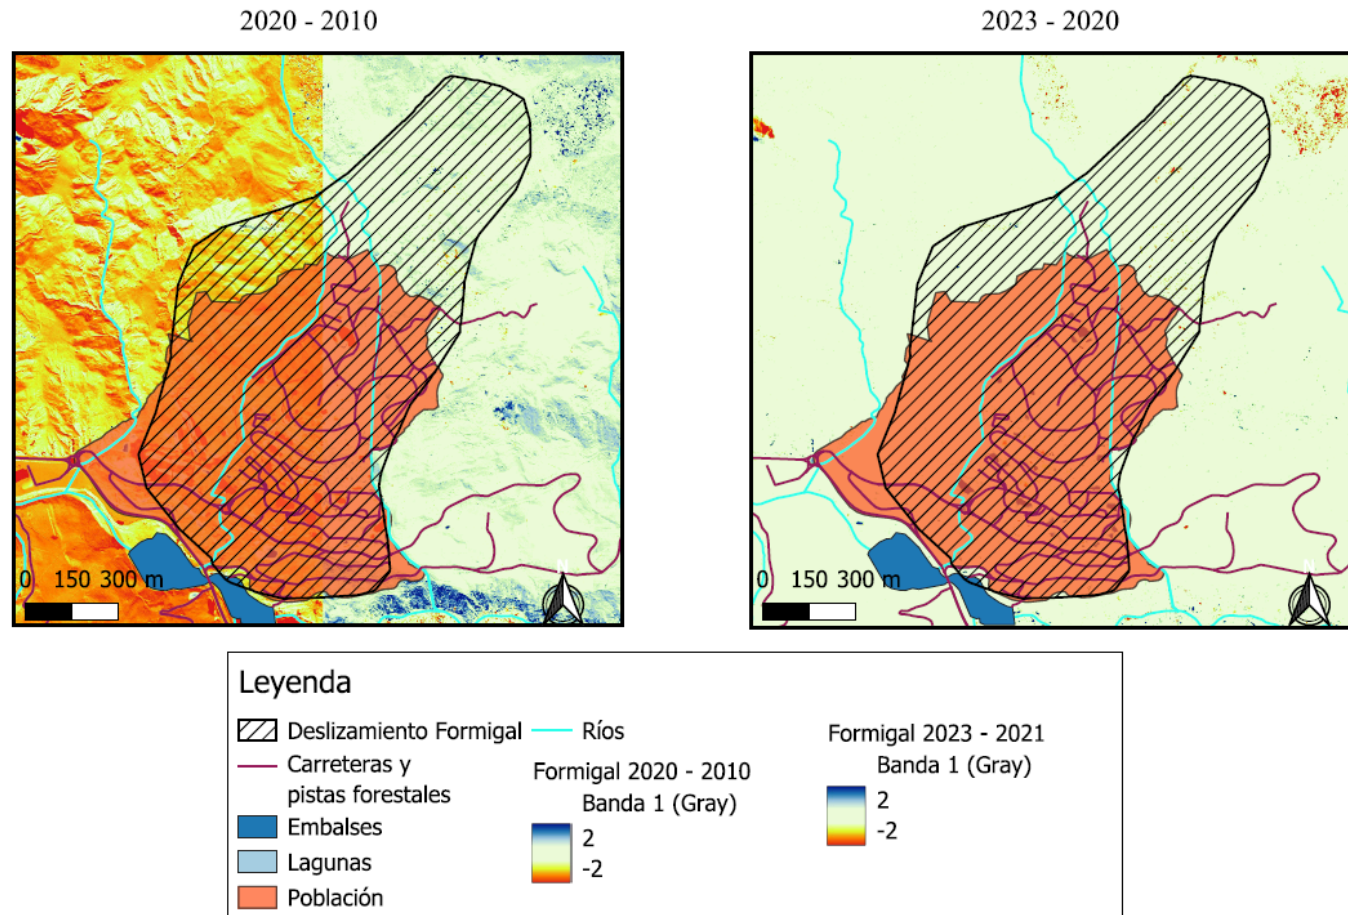 2020 - 2010
2023 - 2020
0 150 300 m
N
0 150 300 m
N
Leyenda
Deslizamiento Formigal
Carreteras y
pistas forestales
Embalses
Lagunas
Población
Ríos
Formigal 2020 - 2010
Banda 1 (Gray)
2
-2
Formigal 2023 - 2021
Banda 1 (Gray)
2
-2